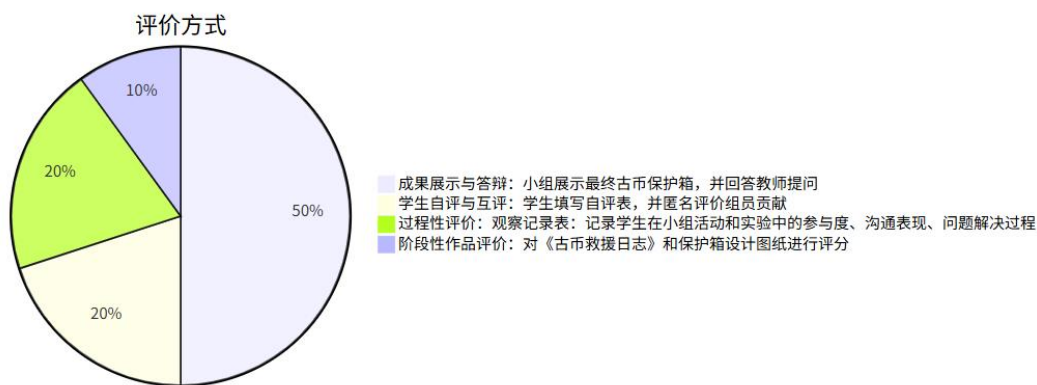 评价方式
10%
20%
50%
20%
成果展示与答辩：小组展示最终古币保护箱，并回答教师提问
学生自评与互评：学生填写自评表，并匿名评价组员贡献
过程性评价：观察记录表：记录学生在小组活动和实验中的参与度、沟通表现、问题解决过程
阶段性作品评价：对《古币救援日志》和保护箱设计图纸进行评分